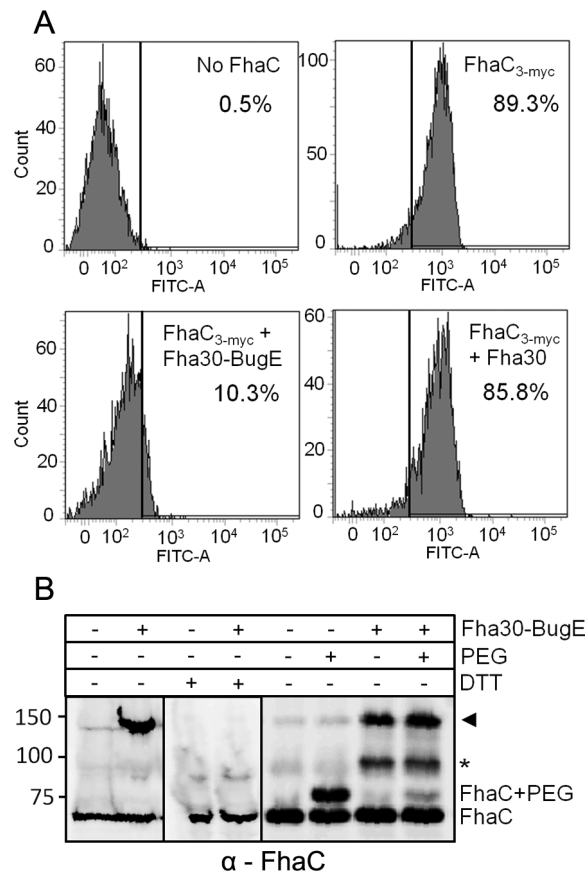 A
60
40
20
0
Count
No FhaC
0.5%
0 10² 10³ 10⁴ 10⁵
FITC-A
100
50
0
FhaC3-myc
89.3%
0 10² 10³ 10⁴ 10⁵
FITC-A
60
40
20
0
Count
FhaC3-myc +
Fha30-BugE
10.3%
0 10² 10³ 10⁴ 10⁵
FITC-A
60
40
20
0
FhaC3-myc
+ Fha30
85.8%
0 10² 10³ 10⁴ 10⁵
FITC-A
B
- + - + - - + + Fha30-BugE
- - - - - + - + PEG
- - + + - - - - DTT
150
100
*
75
FhaC+PEG
FhaC
α - FhaC